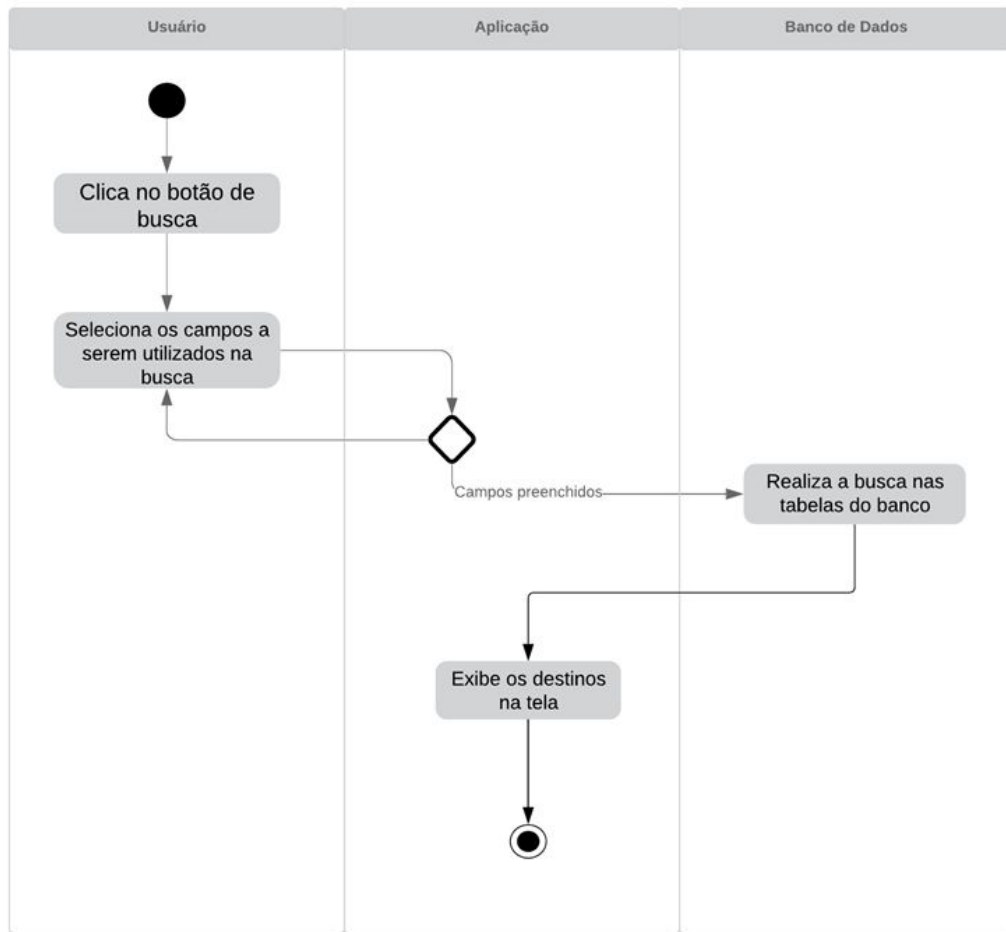 Usuário
Aplicação
Banco de Dados
Clica no botão de
busca
Seleciona os campos a
serem utilizados na
busca
Campos preenchidos
Realiza a busca nas
tabelas do banco
Exibe os destinos
na tela